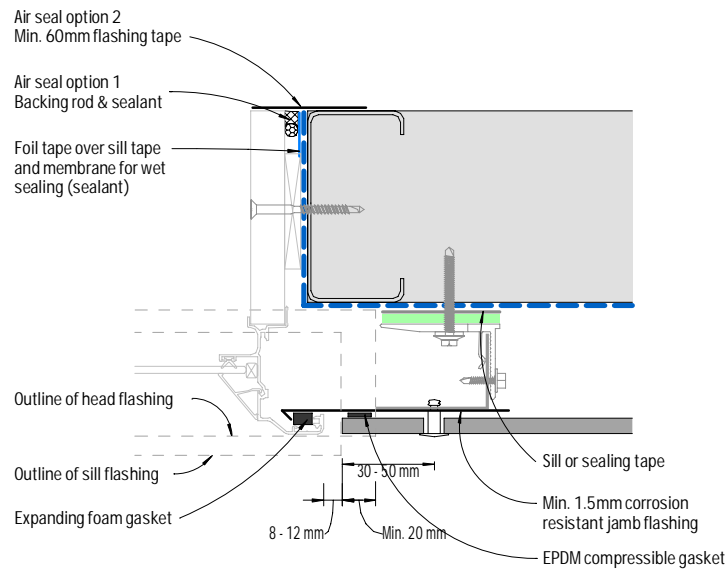 Air seal option 2
Min. 60mm flashing tape
Air seal option 1
Backing rod & sealant
Foil tape over sill tape
and membrane for wet
sealing (sealant)
Outline of head flashing
Outline of sill flashing
Expanding foam gasket
30 - 50 mm
8 - 12 mm
Min. 20 mm
Sill or sealing tape
Min. 1.5mm corrosion
resistant jamb flashing
EPDM compressible gasket